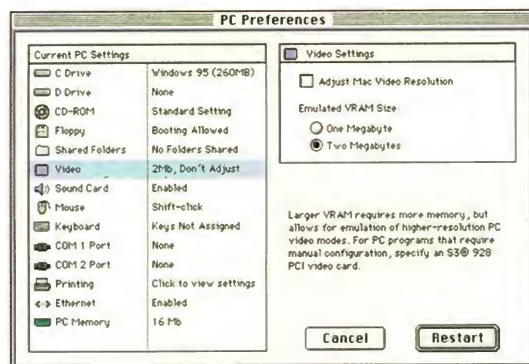 PC Preferences
Current PC Settings
C Drive Windows 95 (260MB)
D Drive None
CD-ROM Standard Setting
Floppy Booting Allowed
Shared Folders No Folders Shared
Video 2Mb, Don't Adjust
Sound Card Enabled
Mouse Shift-click
Keyboard Keys Not Assigned
COM 1 Port None
COM 2 Port None
Printing Click to view settings
Ethernet Enabled
PC Memory 16 Mb
Video Settings
Adjust Mac Video Resolution
Emulated VRAM Size
One Megabyte
Two Megabytes
Larger VRAM requires more memory, but
allows for emulation of higher-resolution PC
video modes. For PC programs that require
manual configuration, specify an S3® 928
PCI video card.
Cancel Restart